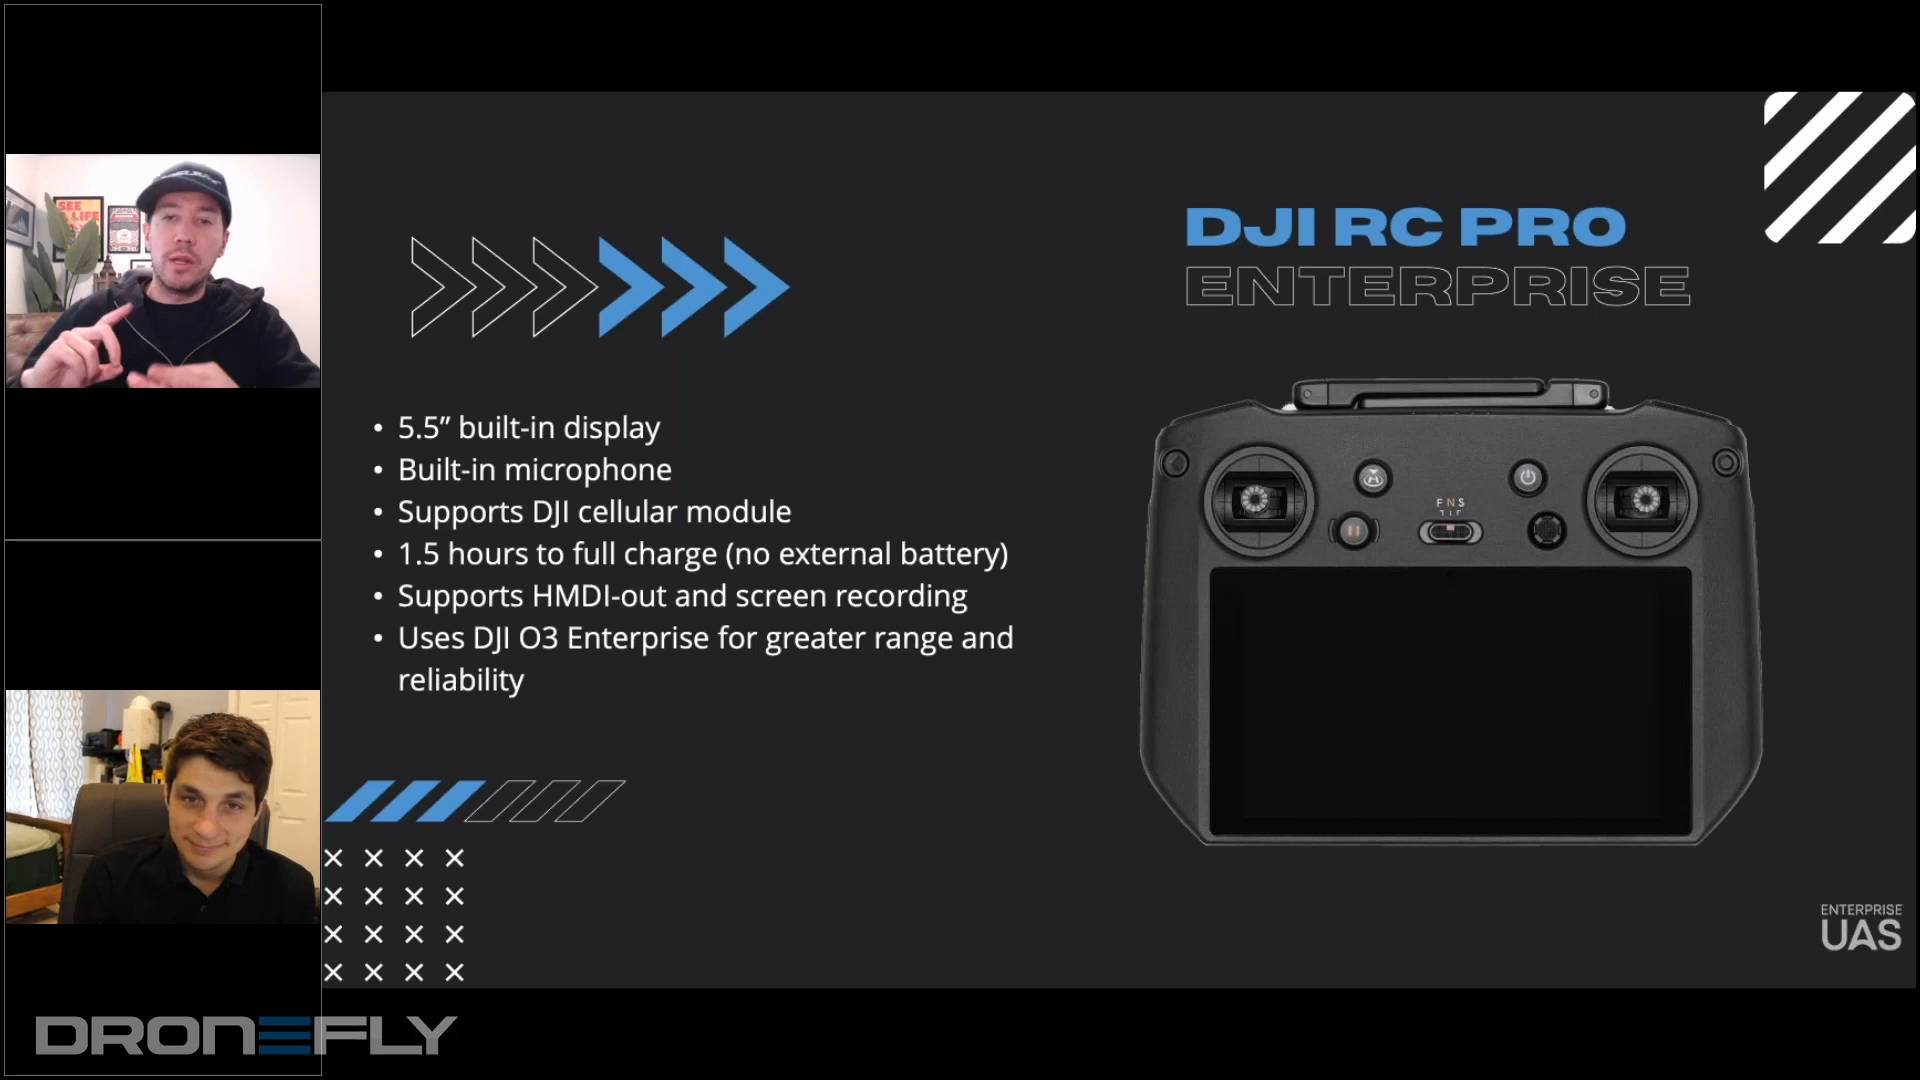 SEE
LIFE
DJI RC PRO
ENTERPRISE
• 5.5” built-in display
• Built-in microphone
• Supports DJI cellular module
• 1.5 hours to full charge (no external battery)
• Supports HMDI-out and screen recording
• Uses DJI O3 Enterprise for greater range and
reliability
F N S
ENTERPRISE
UAS
DRONEFLY